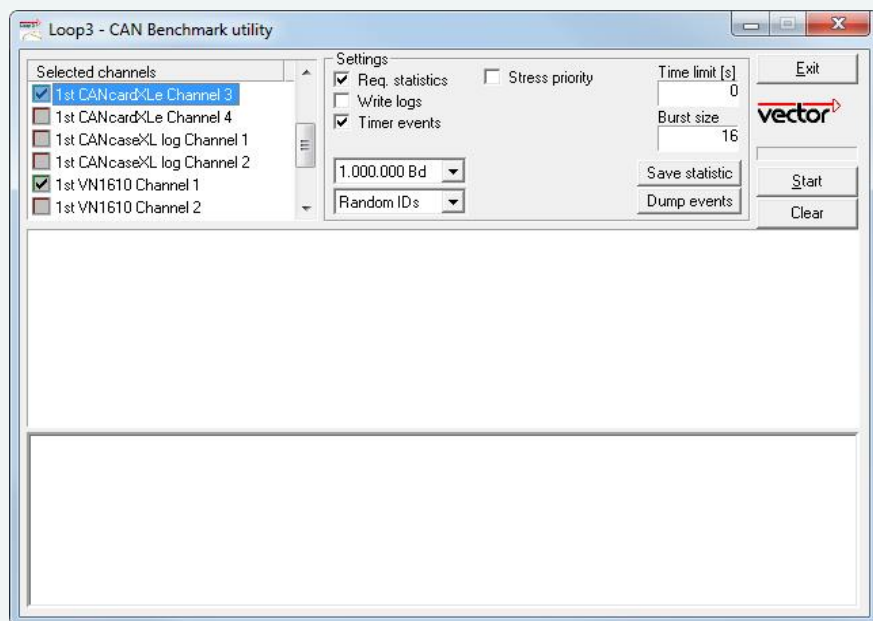 Loop3 - CAN Benchmark utility
Selected channels
1st CANcardXLe Channel 3
1st CANcardXLe Channel 4
1st CANcaseXL log Channel 1
1st CANcaseXL log Channel 2
1st VN1610 Channel 1
1st VN1610 Channel 2
Settings
Req. statistics
Write logs
Timer events
Stress priority
1.000.000 Bd
Random IDs
Time limit [s]
0
Burst size
16
Save statistic
Dump events
Exit
vector
Start
Clear